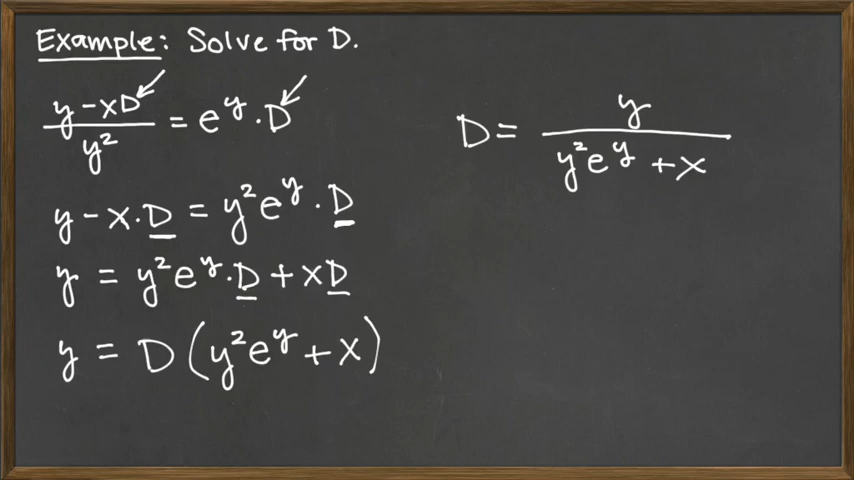 Example: Solve for D.
(y - xD)/y² = e^y · D
y - x·D = y²e^y · D
y = y²e^y · D + xD
y = D(y²e^y + x)
D = y/(y²e^y + x)